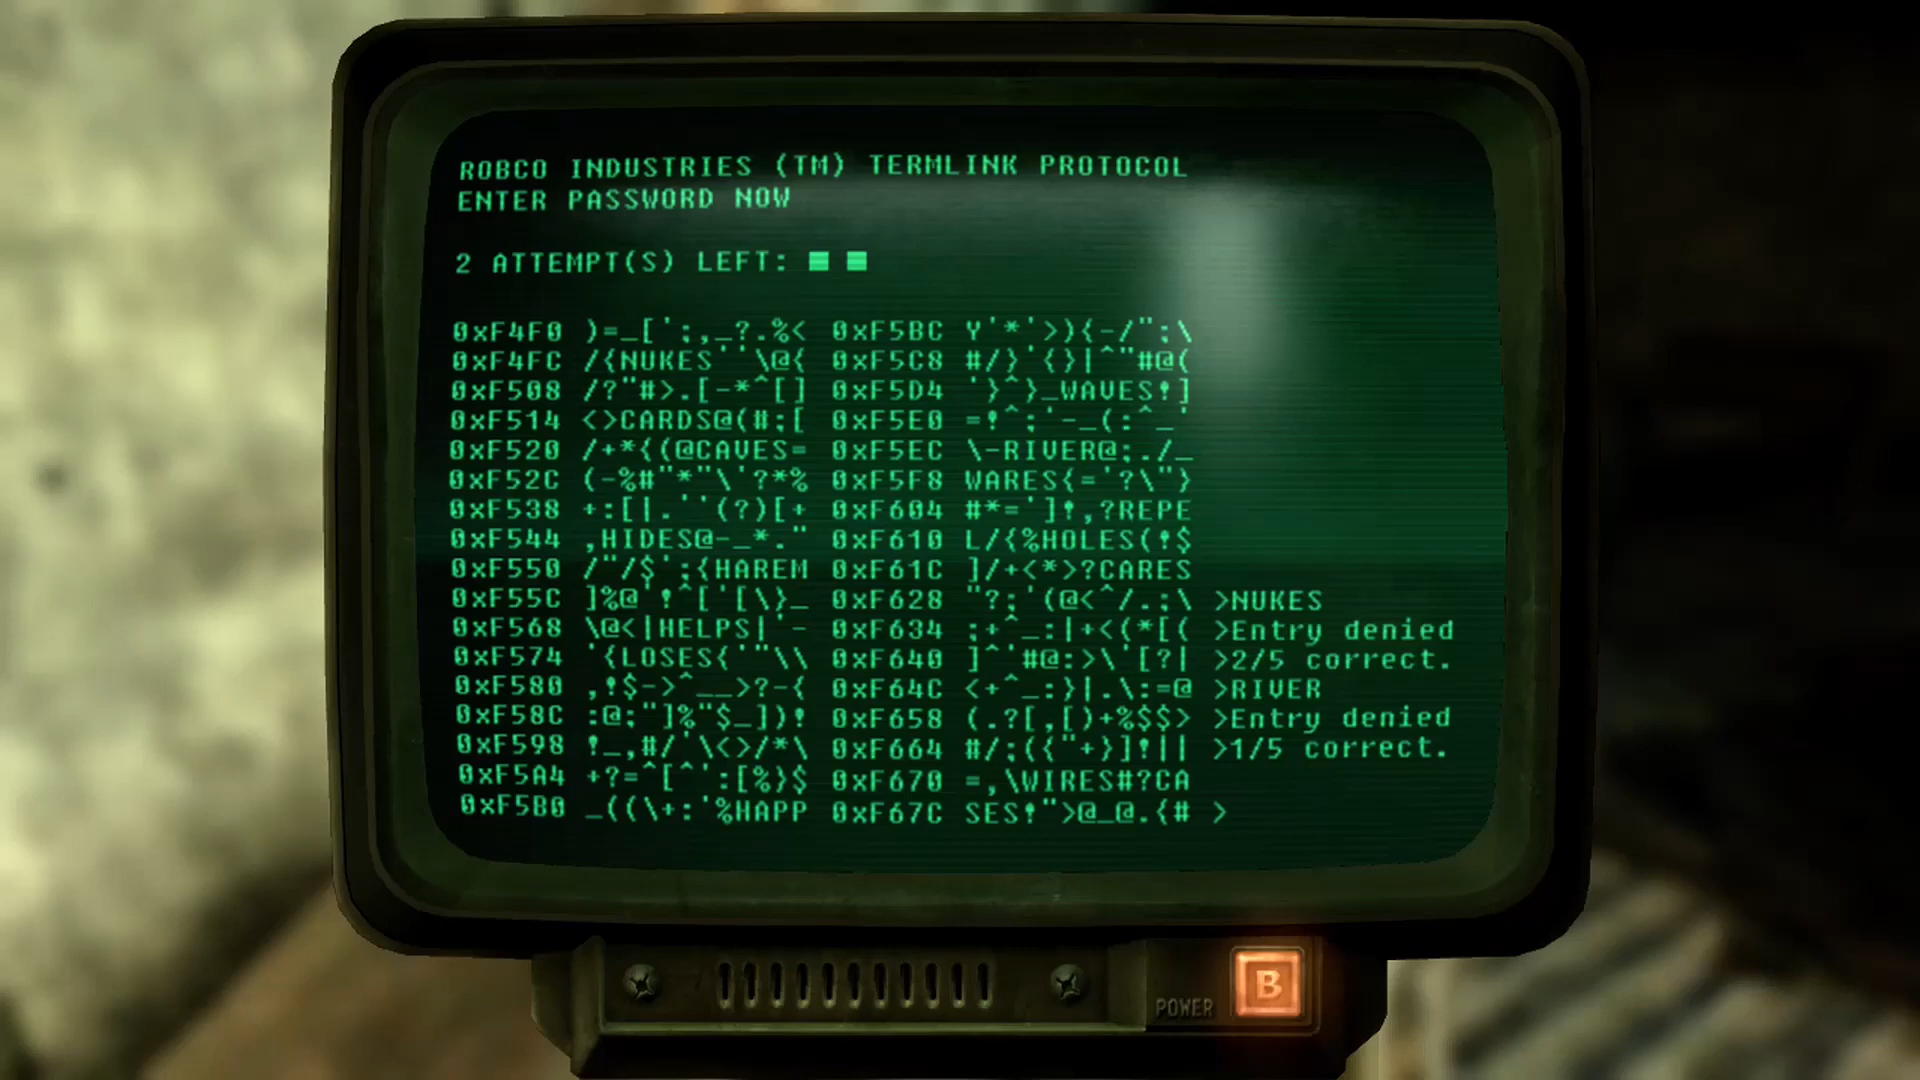 ROBCO INDUSTRIES (TM) TERMLINK PROTOCOL
ENTER PASSWORD NOW
2 ATTEMPT(S) LEFT:
0xF4F0 )=_[';,_?.%< 0xF5BC Y'*'>){-/";\
0xF4FC /{NUKES''\@{ 0xF5C8 #/}'{}|^"#@(
0xF508 /?"#>.[-*^[] 0xF5D4 '}^}_WAVES!]
0xF514 <>CARDS@(#;[ 0xF5E0 =!^;'-_(:^_'
0xF520 /+*{(@CAVES= 0xF5EC \-RIVER@;./_
0xF52C (-%#"*"\'?*% 0xF5F8 WARES{='?\"}
0xF538 +:[|.''(?)[+ 0xF604 #*=']!,?REPE
0xF544 ,HIDES@-_*." 0xF610 L/{%HOLES(!$
0xF550 /"/$';{HAREM 0xF61C ]/+<*>?CARES
0xF55C ]%@'!^['[\}_ 0xF628 "?;'(@<^/.;\ >NUKES
0xF568 \@<|HELPS|'- 0xF634 ;+^_:|+<(*[( >Entry denied
0xF574 '{LOSES{'"\\ 0xF640 ]^'#@:>\'[?| >2/5 correct.
0xF580 ,!$->^__>?-{ 0xF64C <+^_:}|.\:=@ >RIVER
0xF58C :@;"]%"$_])! 0xF658 (.?[,[)+%$$> >Entry denied
0xF598 !_,#/'\<>/*\ 0xF664 #/;({"+}]!|| >1/5 correct.
0xF5A4 +?=^[^':[%}$ 0xF670 =,\WIRES#?CA
0xF5B0 _((\+:'%HAPP 0xF67C SES!">@_@.{# >
POWER
B